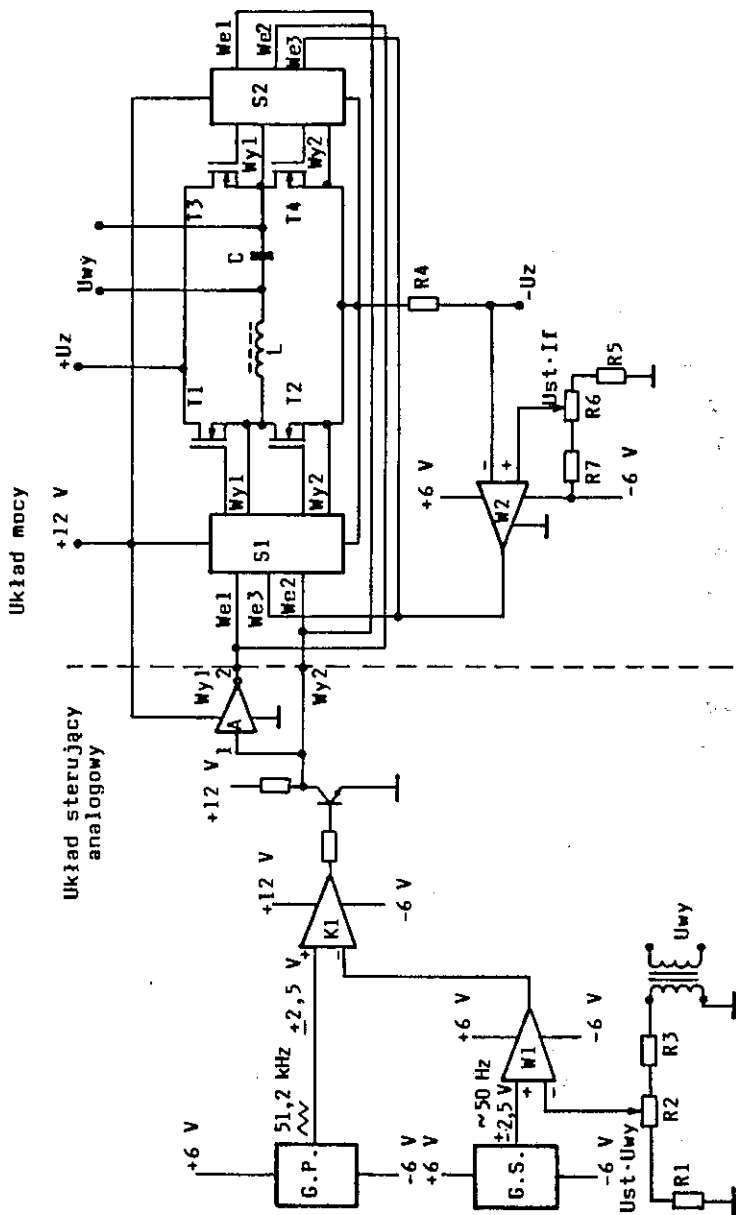 Układ mocy
Układ sterujący
analogowy
+12 V
+Uz
Uwy
T1
T3
We1
We2
We3
S2
Wy1
Wy2
C
L
T2
T4
S1
Wy1
Wy2
We1
We3
We2
Wy1
2
A
1
Wy2
+12 V
R4
-Uz
Ust·If
R5
R6
R7
-6 V
+6 V
-
+
W2
+12 V
K1
+
-
-6 V
51,2 kHz
±2,5 V
+6 V
G.P.
-6 V
+6 V
G.S.
-6 V
~50 Hz
±2,5 V
+6 V
W1
+
-
-6 V
Uwy
R3
R2
R1
Ust·Uwy